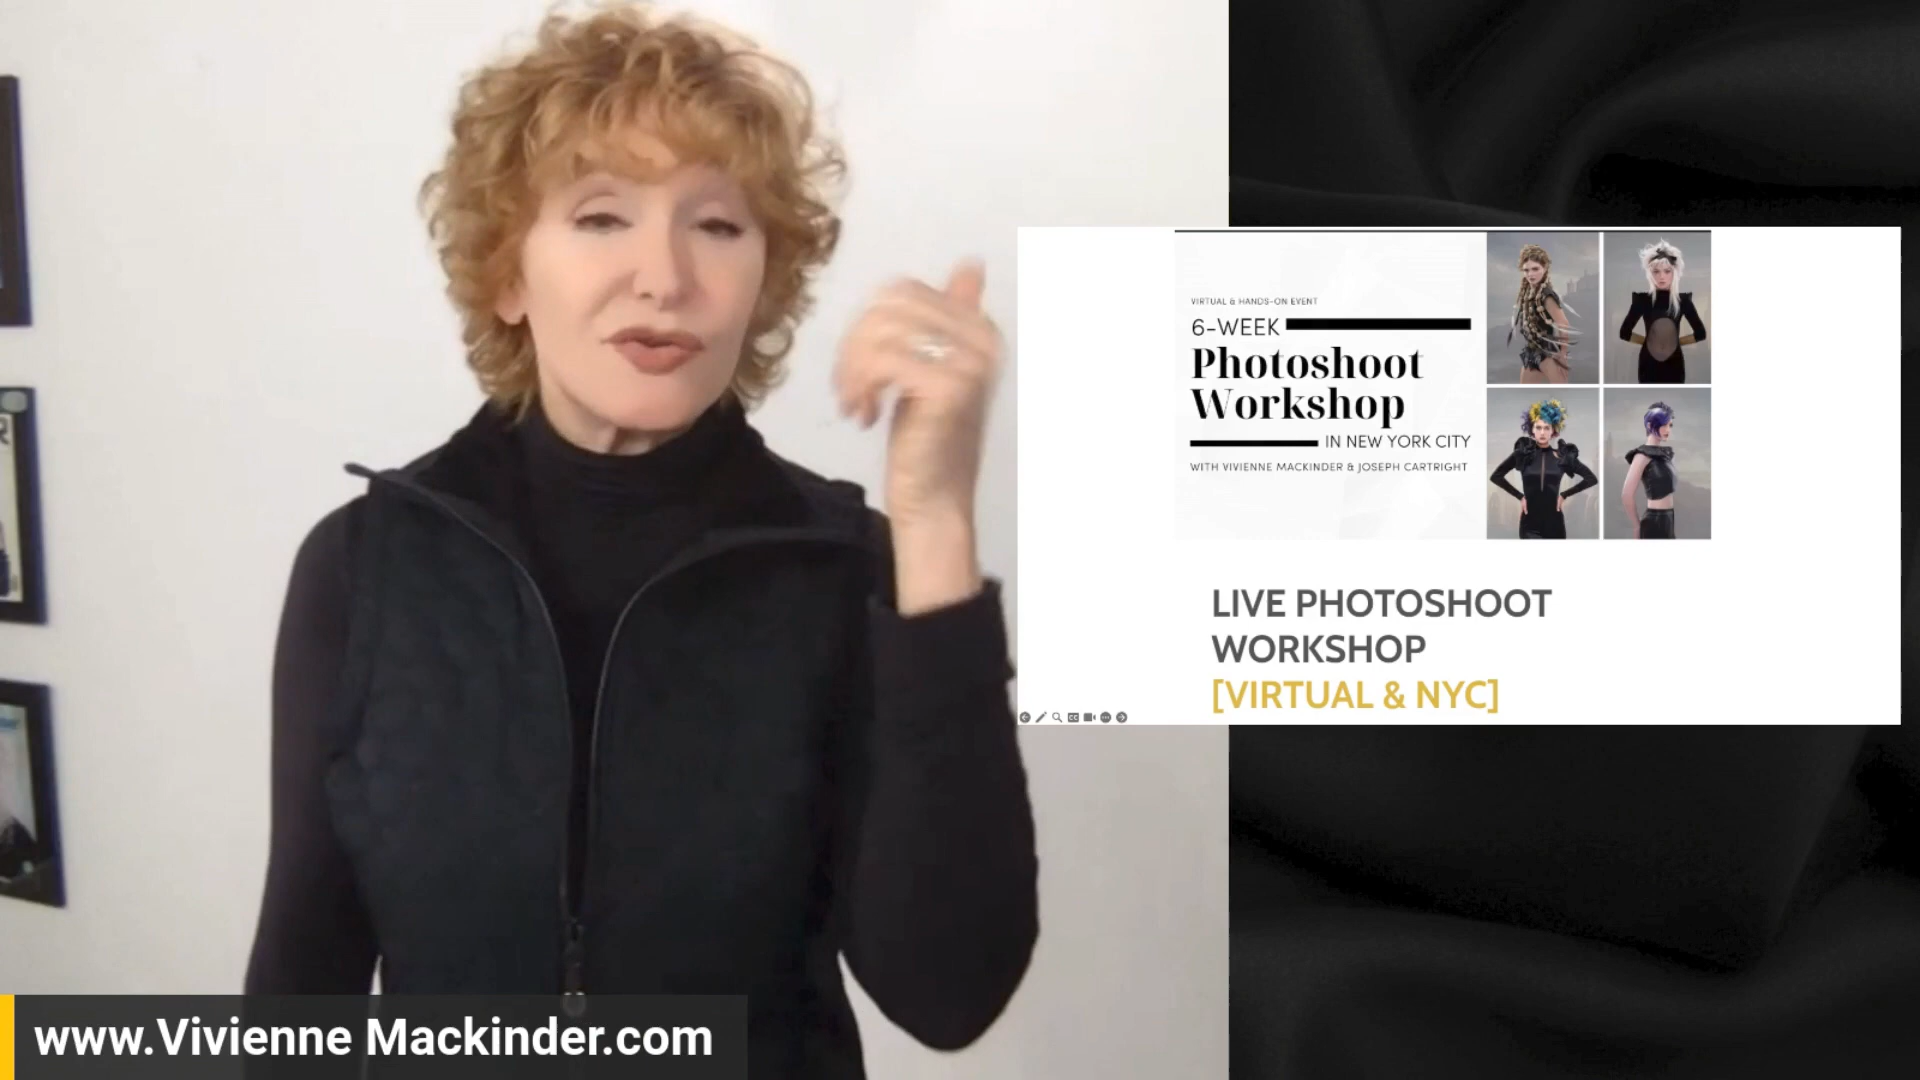 VIRTUAL & HANDS-ON EVENT
6-WEEK
Photoshoot
Workshop
IN NEW YORK CITY
WITH VIVIENNE MACKINDER & JOSEPH CARTRIGHT
LIVE PHOTOSHOOT
WORKSHOP
[VIRTUAL & NYC]
www.Vivienne Mackinder.com